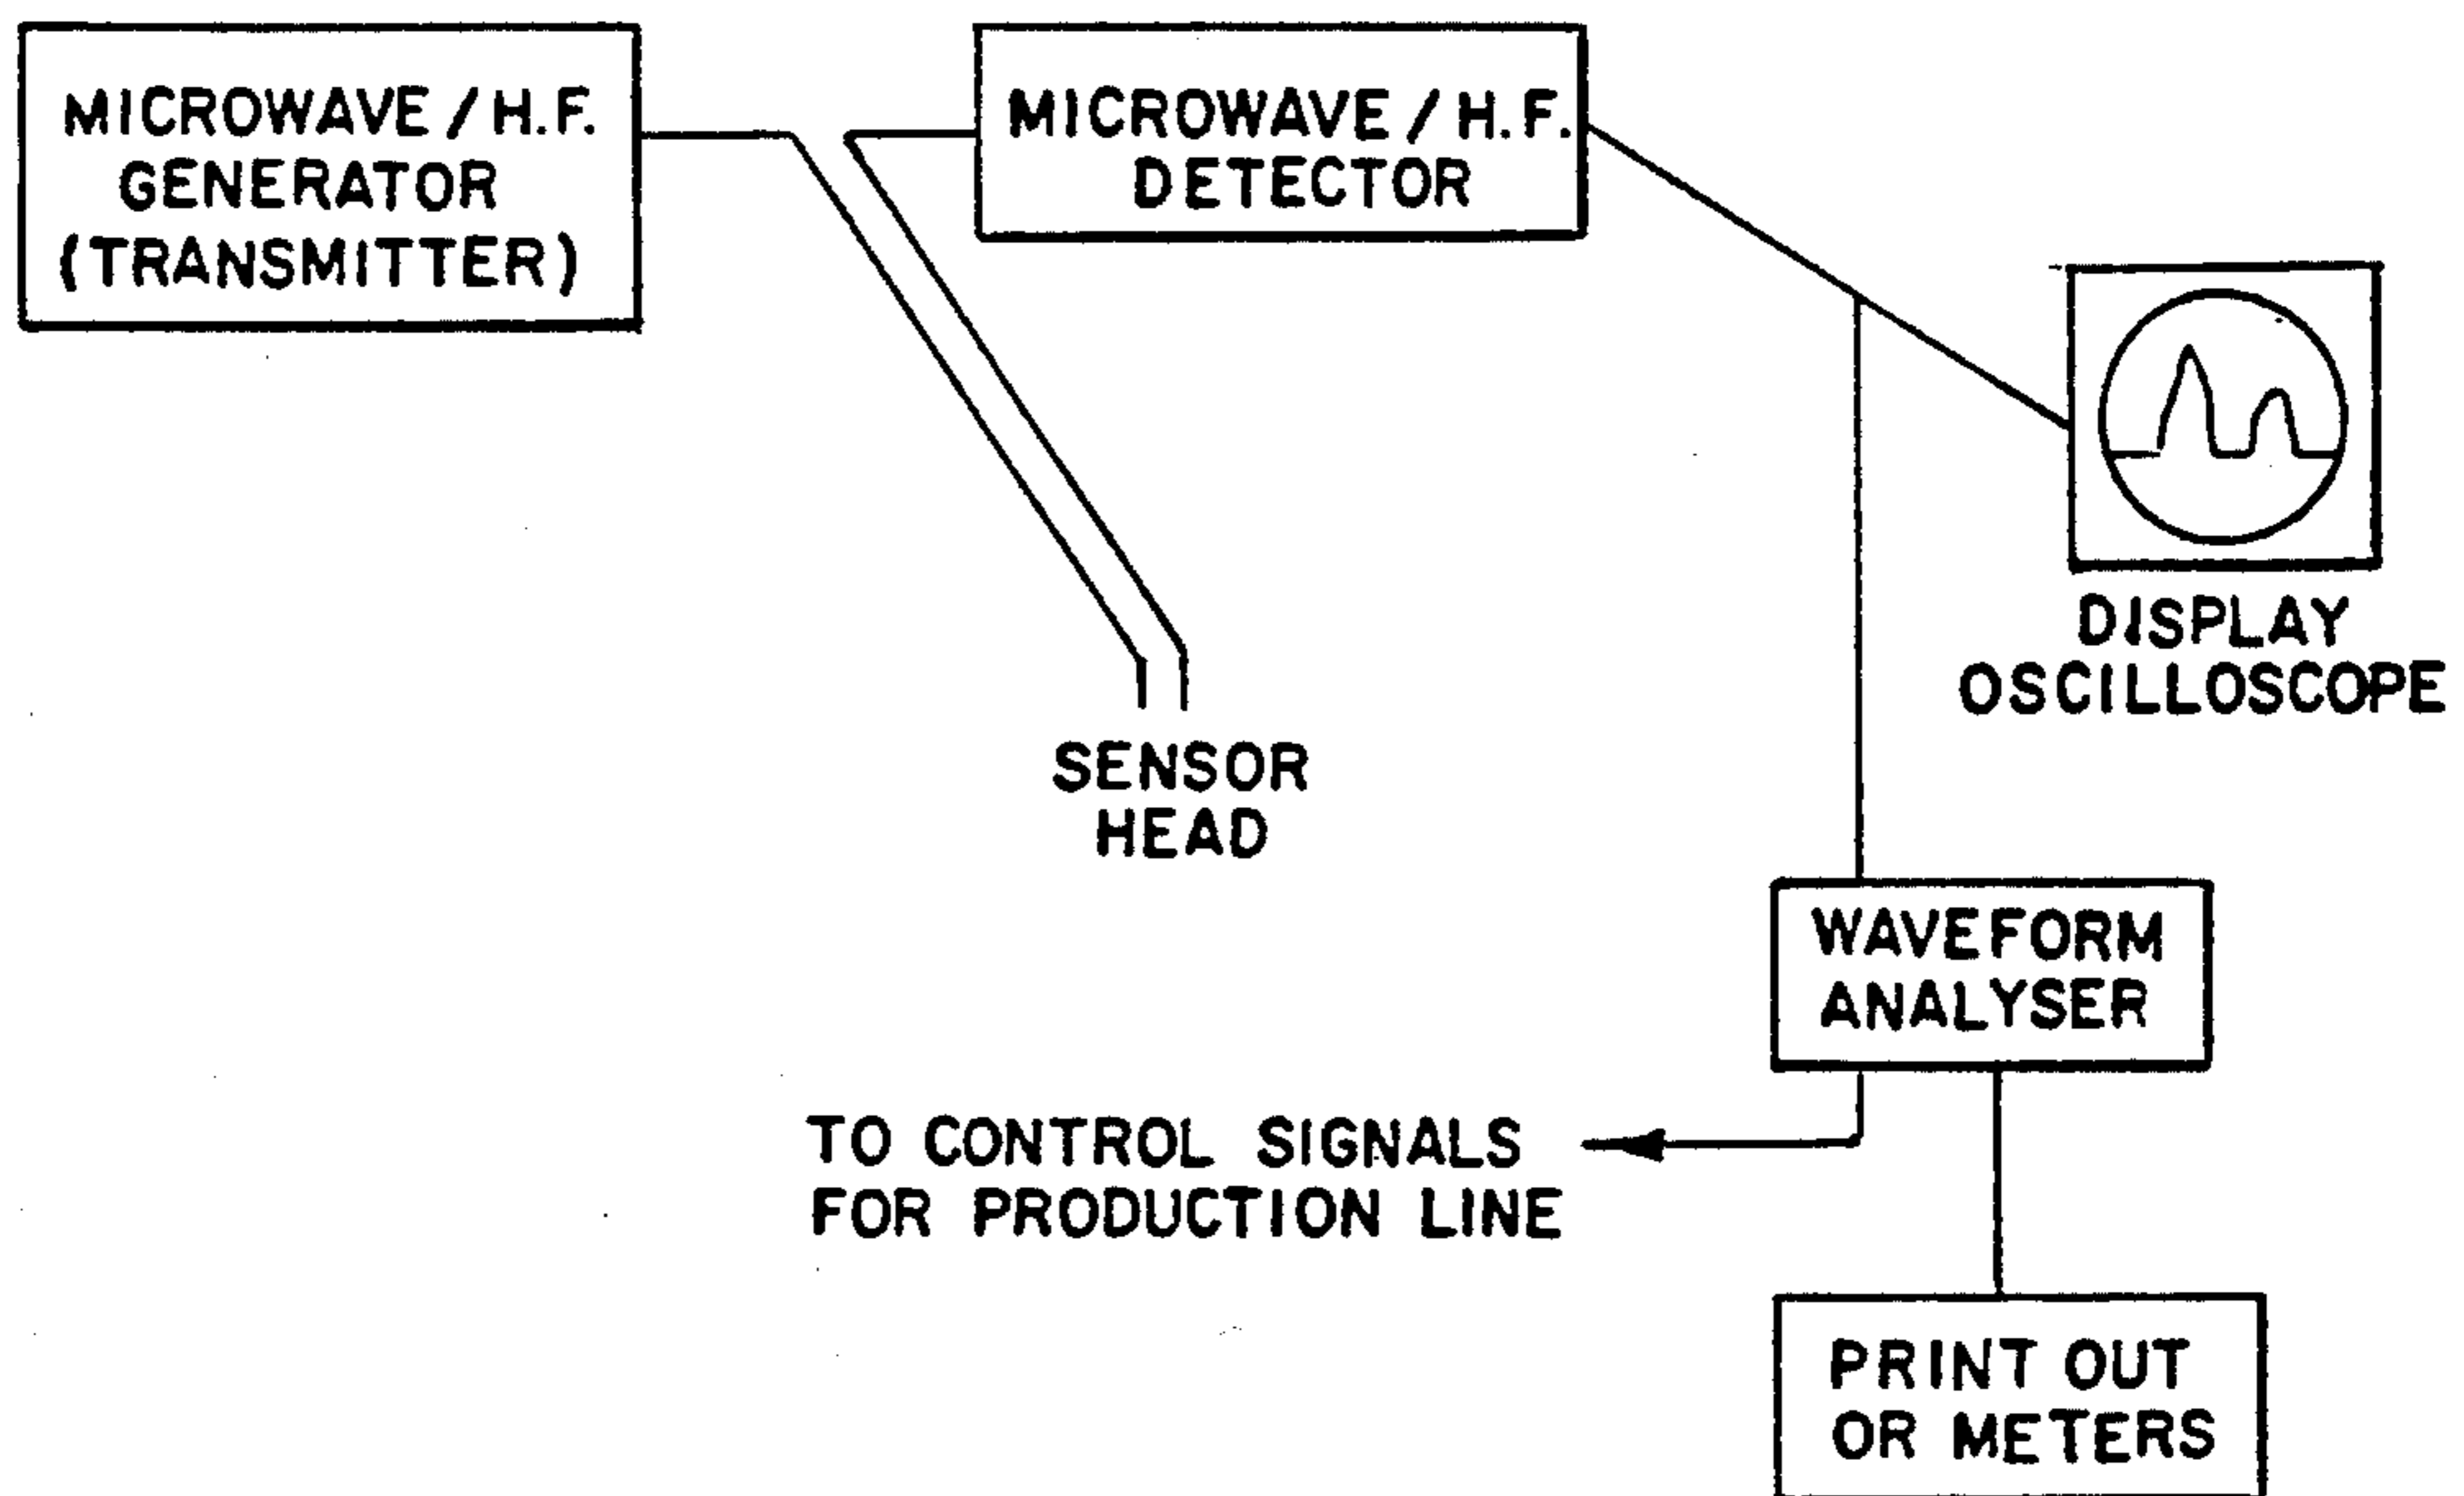 MICROWAVE / H.F.
GENERATOR
(TRANSMITTER)
MICROWAVE / H.F.
DETECTOR
DISPLAY
OSCILLOSCOPE
SENSOR
HEAD
WAVEFORM
ANALYSER
TO CONTROL SIGNALS
FOR PRODUCTION LINE
PRINT OUT
OR METERS